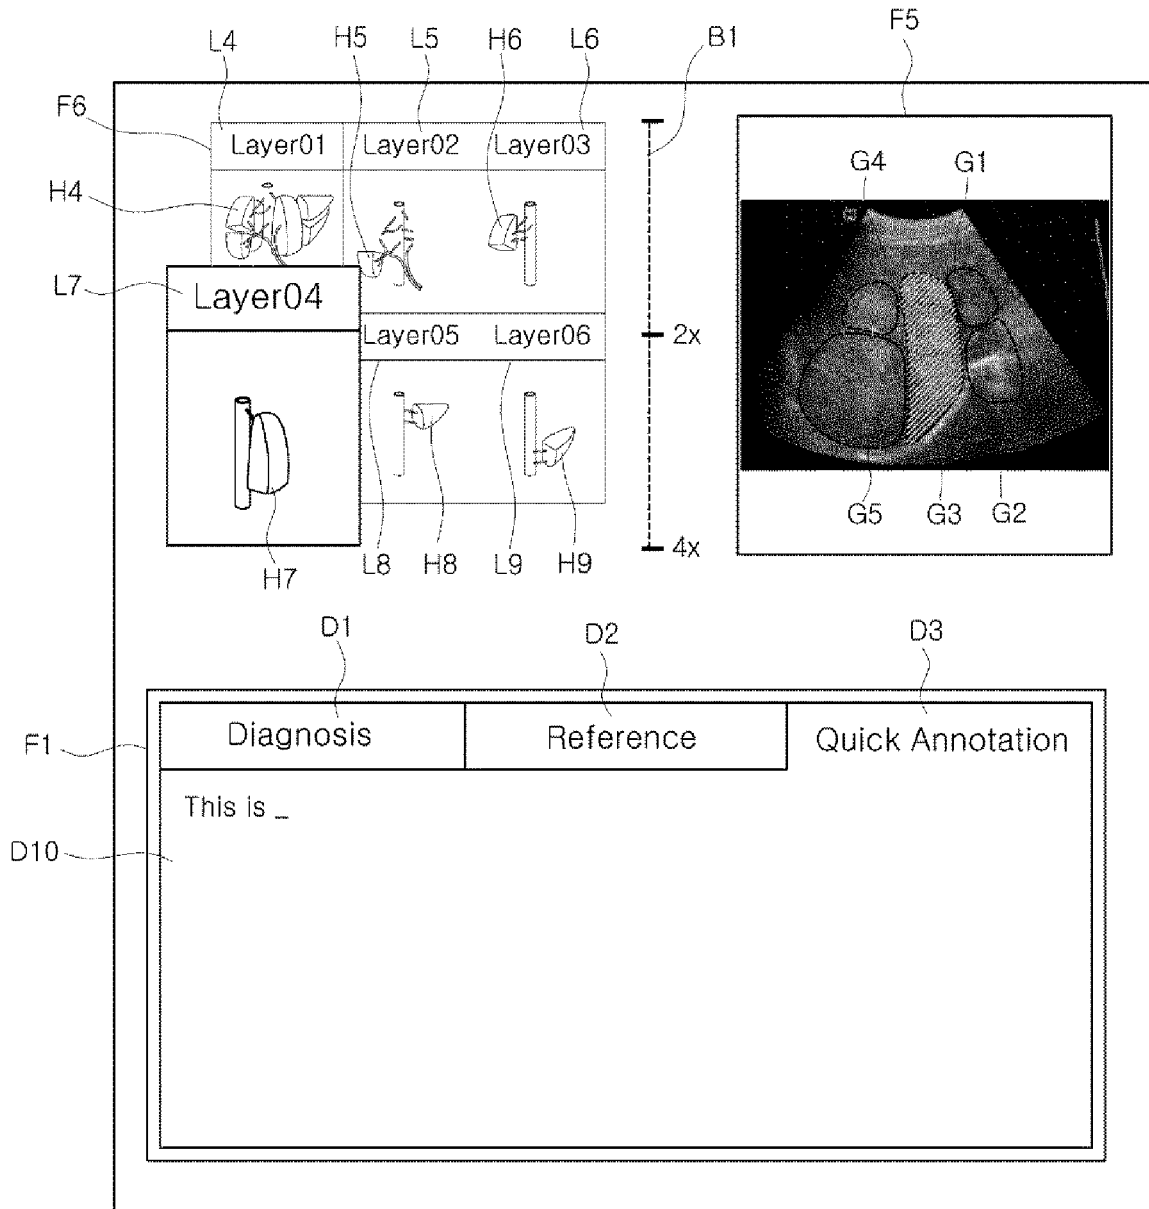 L4 H5 L5 H6 L6 B1 F5
F6
Layer01 Layer02 Layer03
G4 G1
H4
L7
Layer04
Layer05 Layer06
2x
G5 G3 G2
4x
L8 H8 L9 H9
H7
D1 D2 D3
F1
Diagnosis Reference Quick Annotation
This is _
D10